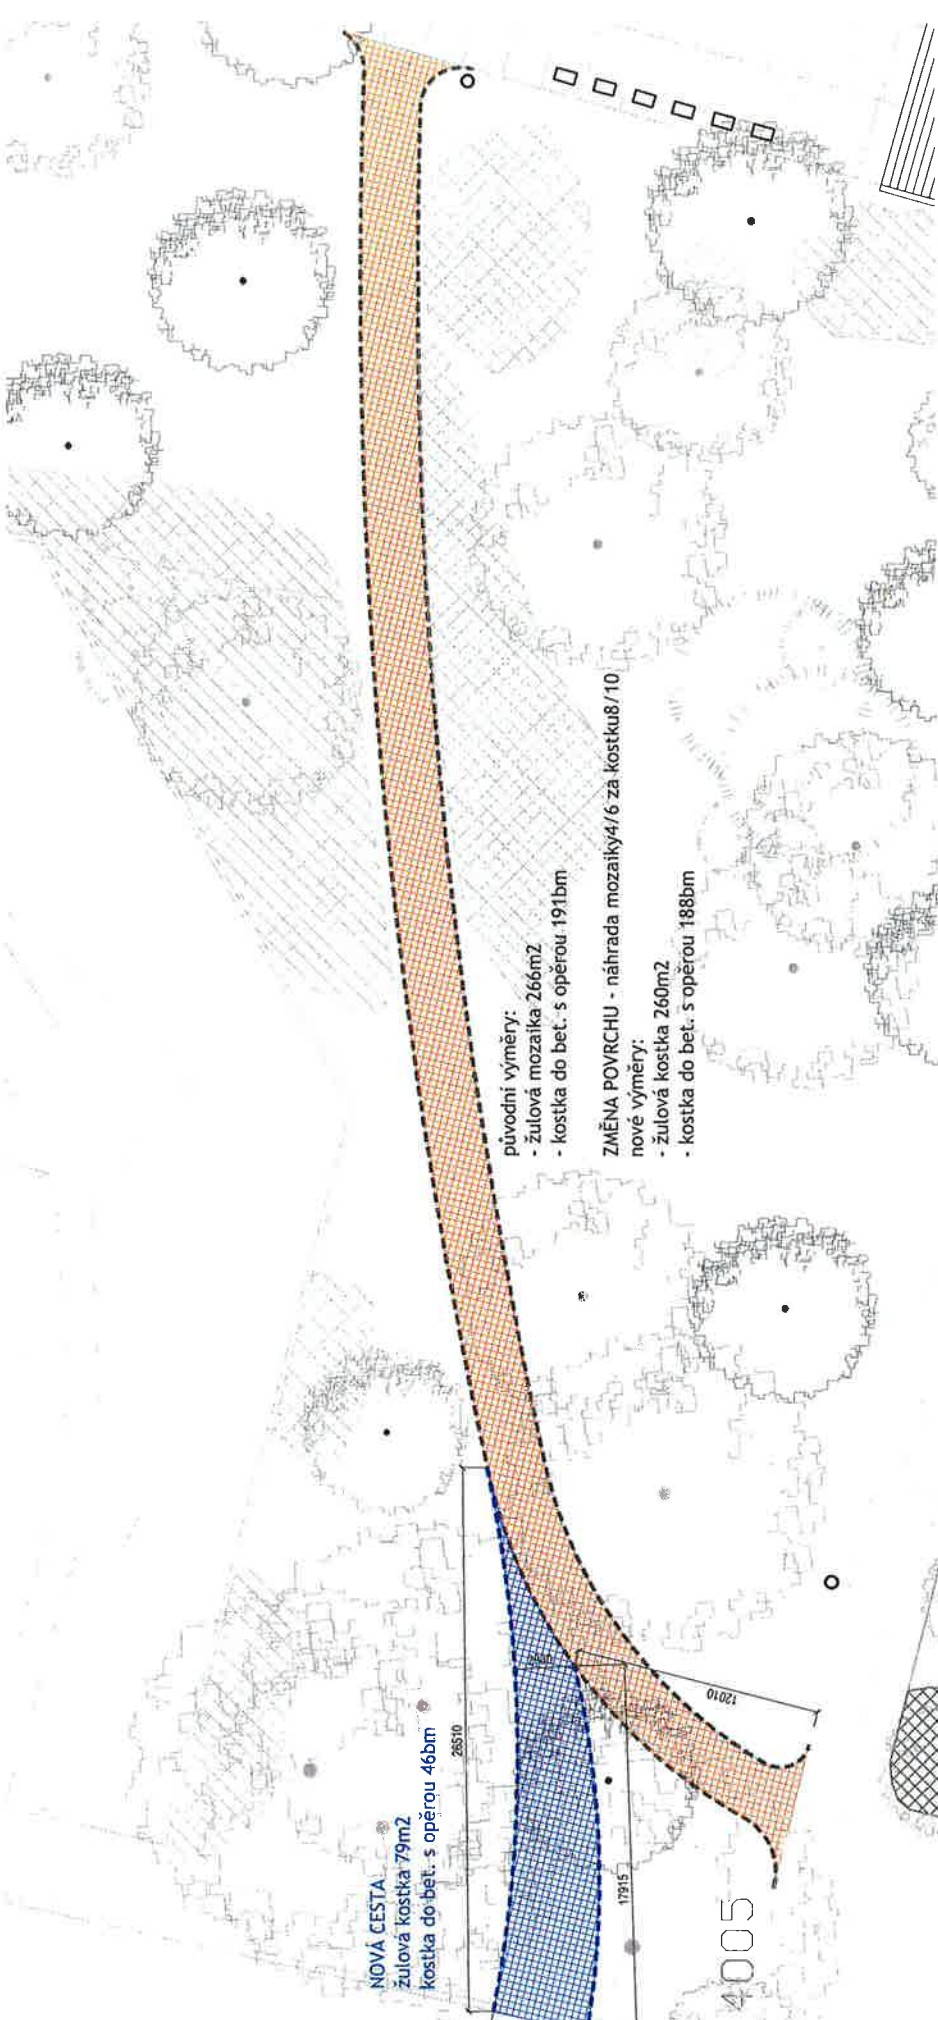 původní výměry:
- žulová mozaika 266m2
- kostka do bet. s opěrou 191bm
ZMĚNA POVRCHU - náhrada mozaiky4/6 za kostku8/10
nové výměry:
- žulová kostka 260m2
- kostka do bet. s opěrou 188bm
NOVÁ CESTA
žulová kostka 79m2
kostka do bet. s opěrou 46bm
26510
12010
17915
4005